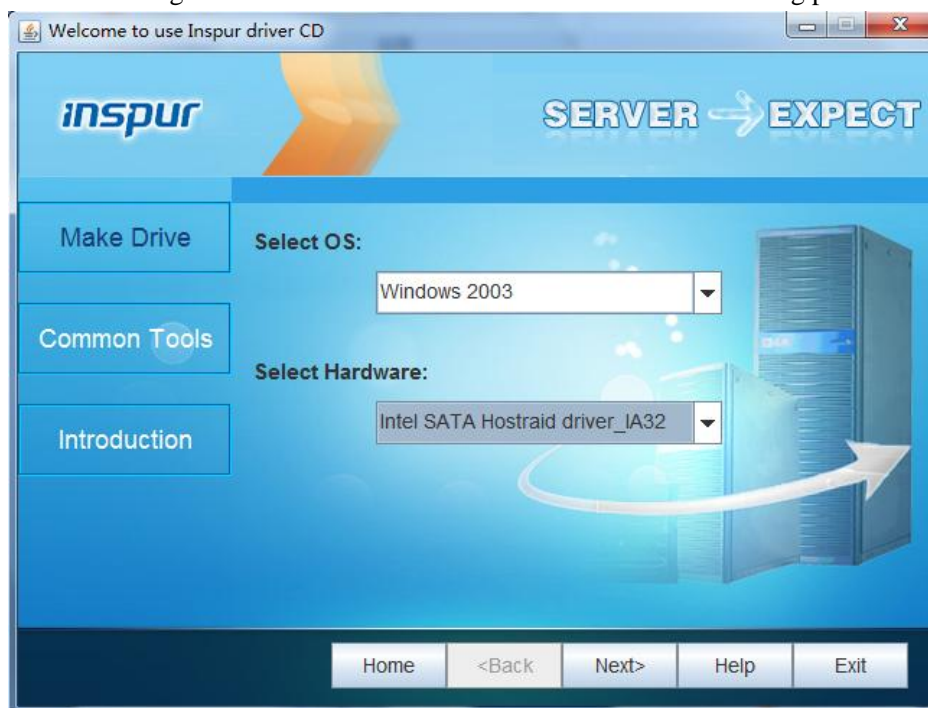 Welcome to use Inspur driver CD
inspur
SERVER EXPECT
Make Drive
Select OS:
Windows 2003
Common Tools
Select Hardware:
Intel SATA Hostraid driver_IA32
Introduction
Home
<Back
Next>
Help
Exit